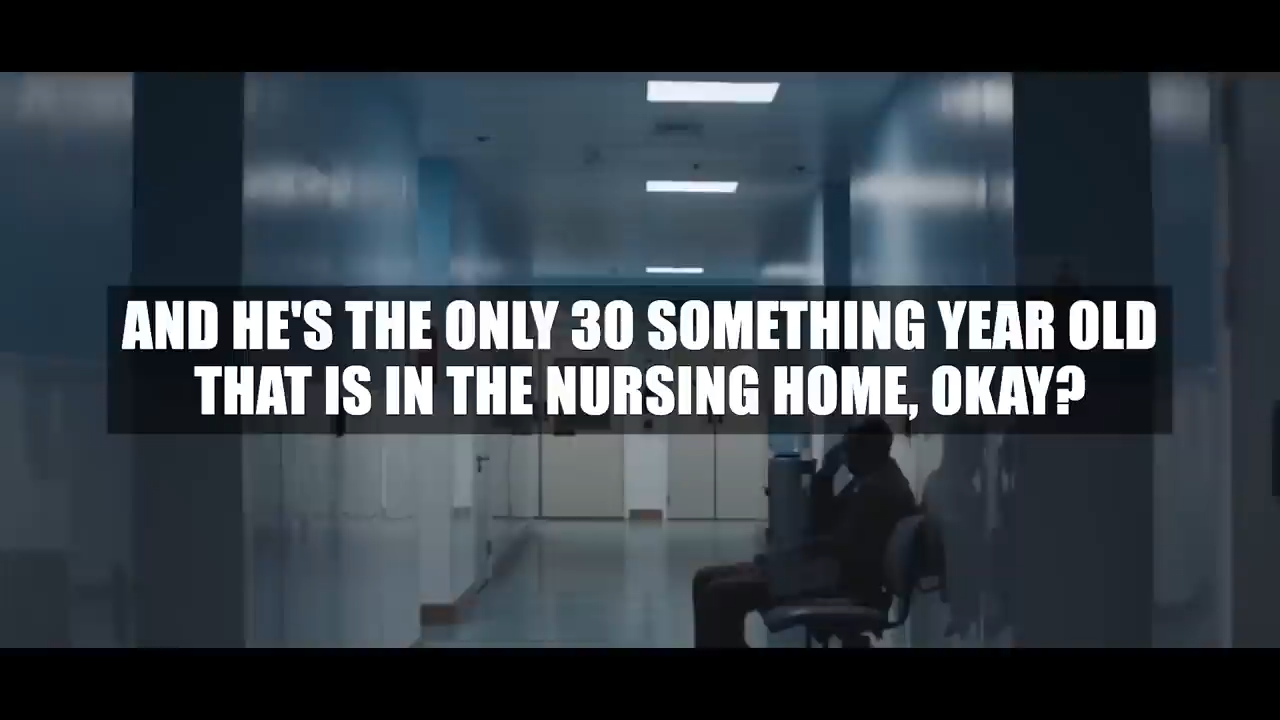 AND HE'S THE ONLY 30 SOMETHING YEAR OLD
THAT IS IN THE NURSING HOME, OKAY?